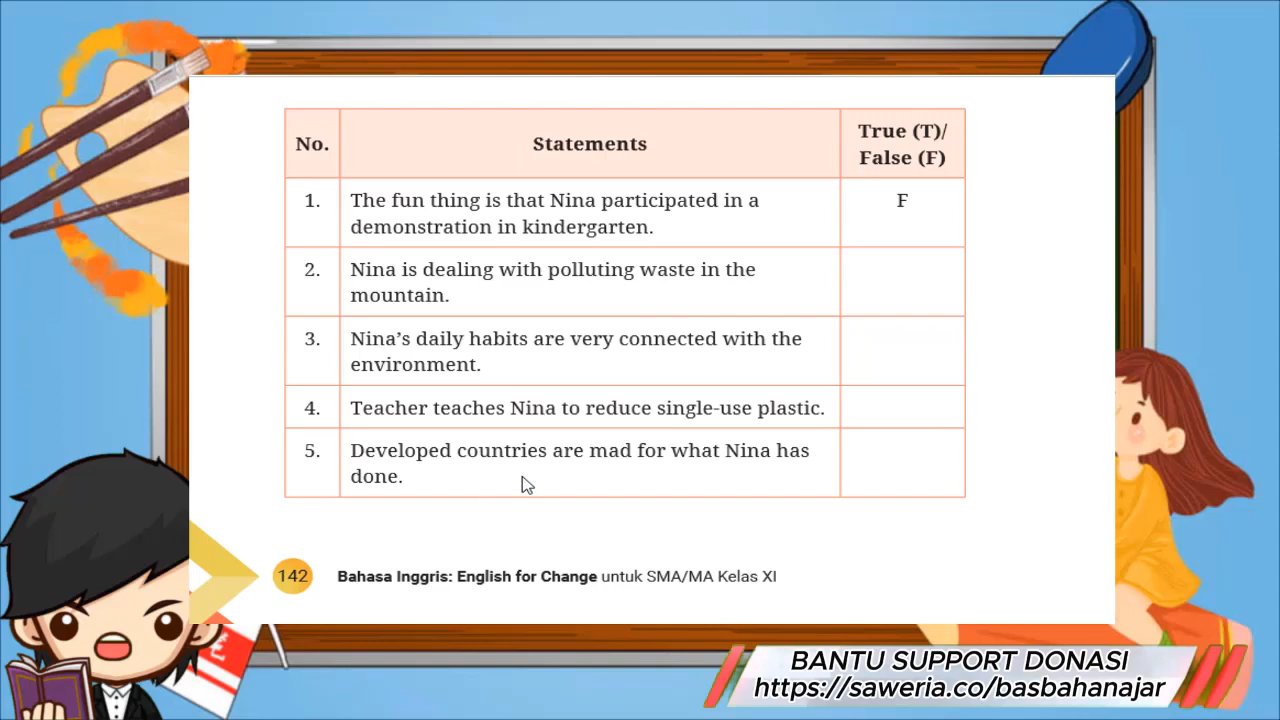 No.
Statements
True (T)/
False (F)
1.
The fun thing is that Nina participated in a
demonstration in kindergarten.
F
2.
Nina is dealing with polluting waste in the
mountain.
3.
Nina’s daily habits are very connected with the
environment.
4.
Teacher teaches Nina to reduce single-use plastic.
5.
Developed countries are mad for what Nina has
done.
142
Bahasa Inggris: English for Change untuk SMA/MA Kelas XI
BANTU SUPPORT DONASI
https://saweria.co/basbahanajar